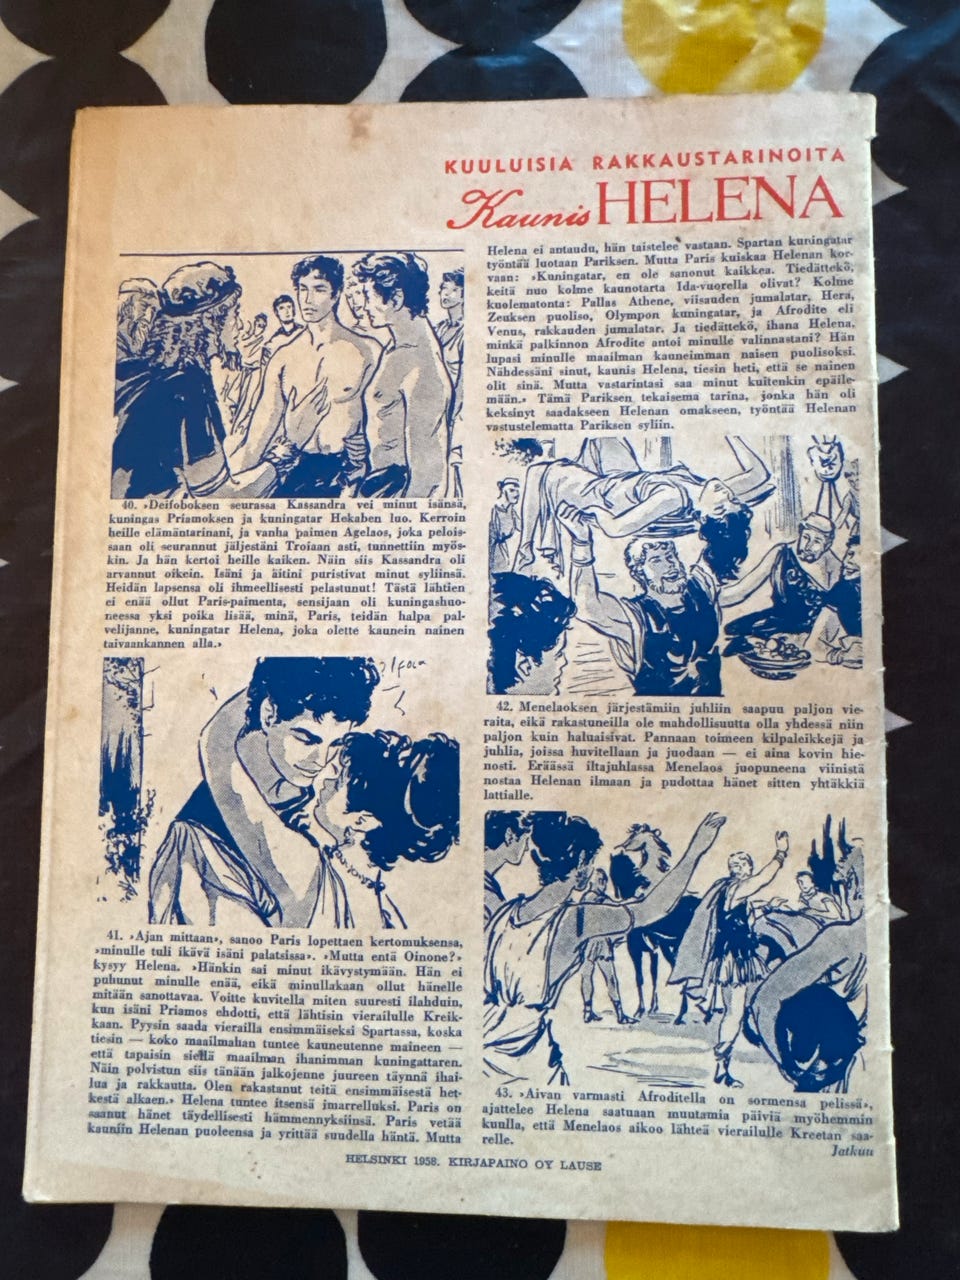 KUULUISIA RAKKAUSTARINOITA
Kaunis HELENA
40. »Deifoboksen seurassa Kassandra vei minut isänsä,
kuningas Priamoksen ja kuningatar Hekaben luo. Kerroin
heille elämäntarinani, ja vanha paimen Agelaos, joka pelois-
saan oli seurannut jäljestäni Troiaan asti, tunnettiin myös-
kin. Ja hän kertoi heille kaiken. Näin siis Kassandra oli
arvannut oikein. Isäni ja äitini puristivat minut syliinsä.
Heidän lapsensa oli ihmeellisesti pelastunut! Tästä lähtien
ei enää ollut Paris-paimenta, sensijaan oli kuningashuo-
neessa yksi poika lisää, minä, Paris, teidän halpa pal-
velijanne, kuningatar Helena, joka olette kaunein nainen
taivaankannen alla.»
41. »Ajan mittaan», sanoo Paris lopettaen kertomuksensa,
»minulle tuli ikävä isäni palatsissa». »Mutta entä Oinone?»
kysyy Helena. »Hänkin sai minut ikävystymään. Hän ei
puhunut minulle enää, eikä minullakaan ollut hänelle
mitään sanottavaa. Voitte kuvitella miten suuresti ilahduin,
kun isäni Priamos ehdotti, että lähtisin vierailulle Kreik-
kaan. Pyysin saada vierailla ensimmäiseksi Spartassa, koska
tiesin — koko maailmahan tuntee kauneutenne maineen —
että tapaisin siellä maailman ihanimman kuningattaren.
Näin polvistun siis tänään jalkojenne juureen täynnä ihai-
lua ja rakkautta. Olen rakastanut teitä ensimmäisestä het-
kestä alkaen.» Helena tuntee itsensä imarrelluksi. Paris on
saanut hänet täydellisesti hämmennyksiinsä. Paris vetää
kauniin Helenan puoleensa ja yrittää suudella häntä. Mutta
Helena ei antaudu, hän taistelee vastaan. Spartan kuningatar
työntää luotaan Pariksen. Mutta Paris kuiskaa Helenan kor-
vaan: »Kuningatar, en ole sanonut kaikkea. Tiedättekö,
keitä nuo kolme kaunotarta Ida-vuorella olivat? Kolme
kuolematonta: Pallas Athene, viisauden jumalatar, Hera,
Zeuksen puoliso, Olympon kuningatar, ja Afrodite eli
Venus, rakkauden jumalatar. Ja tiedättekö, ihana Helena,
minkä palkinnon Afrodite antoi minulle valinnastani? Hän
lupasi minulle maailman kauneimman naisen puolisoksi.
Nähdessäni sinut, kaunis Helena, tiesin heti, että se nainen
olit sinä. Mutta vastarintasi saa minut kuitenkin epäile-
mään.» Tämä Pariksen tekaisema tarina, jonka hän oli
keksinyt saadakseen Helenan omakseen, työntää Helenan
vastustelematta Pariksen syliin.
42. Menelaoksen järjestämiin juhliin saapuu paljon vie-
raita, eikä rakastuneilla ole mahdollisuutta olla yhdessä niin
paljon kuin haluaisivat. Pannaan toimeen kilpaleikkejä ja
juhlia, joissa huvitellaan ja juodaan — ei aina kovin hie-
nosti. Eräässä iltajuhlassa Menelaos juopuneena viinistä
nostaa Helenan ilmaan ja pudottaa hänet sitten yhtäkkiä
lattialle.
43. »Aivan varmasti Afroditella on sormensa pelissä»,
ajattelee Helena saatuaan muutamia päiviä myöhemmin
kuulla, että Menelaos aikoo lähteä vierailulle Kreetan saa-
relle.
Jatkuu
HELSINKI 1958. KIRJAPAINO OY LAUSE